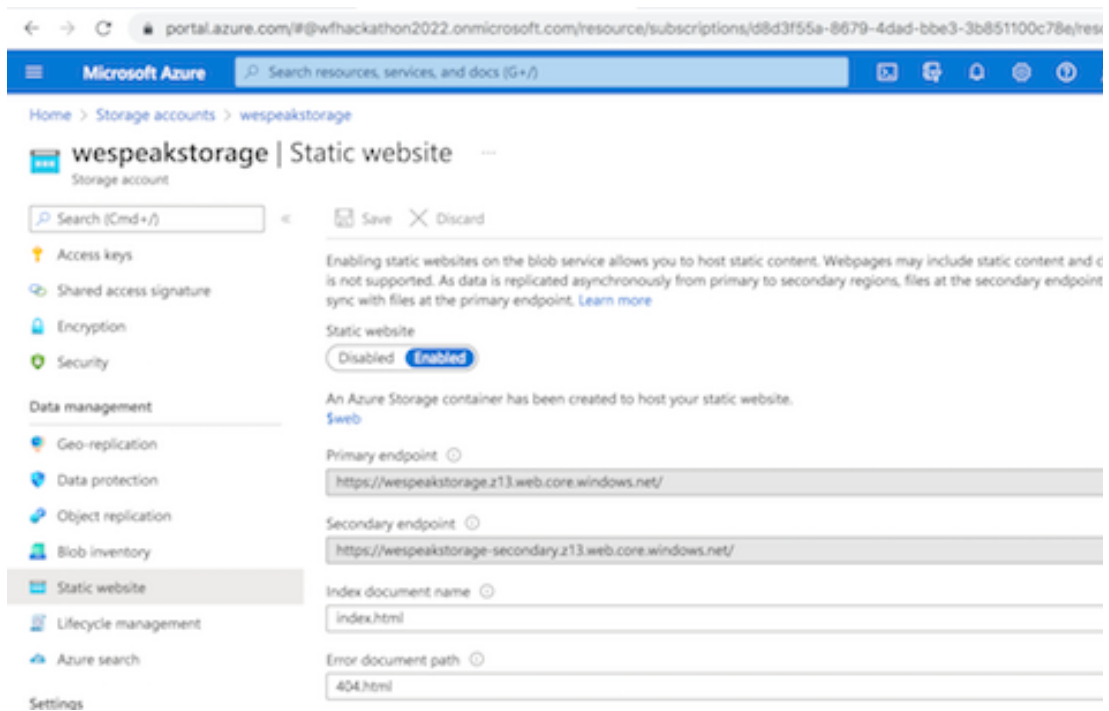 portal.azure.com/#@wfhackathon2022.onmicrosoft.com/resource/subscriptions/d8d3f55a-8679-4dad-bbe3-3b851100c78e/res
Microsoft Azure
Search resources, services, and docs (G+/)
Home > Storage accounts > wespeakstorage
wespeakstorage | Static website ...
Storage account
Search (Cmd+/)
«
Save
Discard
Access keys
Shared access signature
Encryption
Security
Data management
Geo-replication
Data protection
Object replication
Blob inventory
Static website
Lifecycle management
Azure search
Settings
Enabling static websites on the blob service allows you to host static content. Webpages may include static content and c
is not supported. As data is replicated asynchronously from primary to secondary regions, files at the secondary endpoint
sync with files at the primary endpoint. Learn more
Static website
Disabled Enabled
An Azure Storage container has been created to host your static website.
$web
Primary endpoint
https://wespeakstorage.z13.web.core.windows.net/
Secondary endpoint
https://wespeakstorage-secondary.z13.web.core.windows.net/
Index document name
index.html
Error document path
404.html